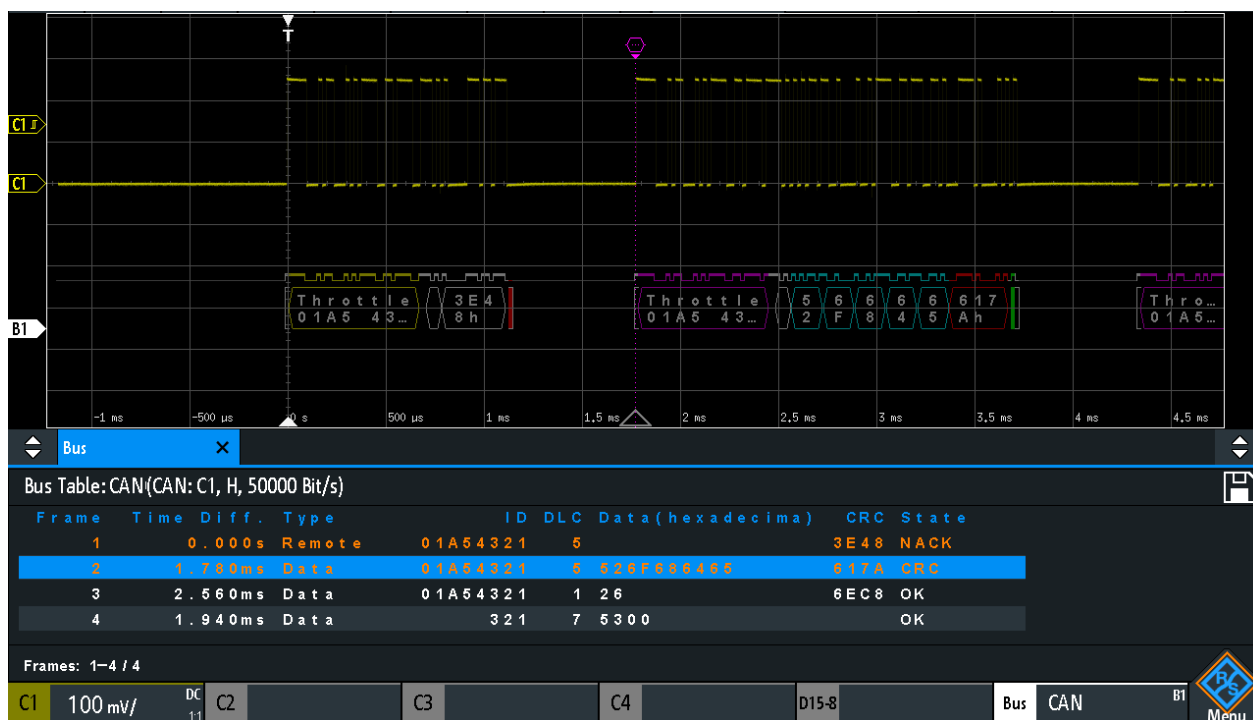 T
C1
C1
Throttle 3E4 Throttle 5 6 6 6 6 617 Thro…
01A5 43… 8h 01A5 43… 2 F 8 4 5 Ah 01A5…
B1
-1 ms -500 µs 0 s 500 µs 1 ms 1.5 ms 2 ms 2.5 ms 3 ms 3.5 ms 4 ms 4.5 ms
Bus ×
Bus Table: CAN (CAN: C1, H, 50000 Bit/s)
Frame Time Diff. Type ID DLC Data(hexadecima) CRC State
1 0.000s Remote 01A54321 5 3E48 NACK
2 1.780ms Data 01A54321 5 526F686465 617A CRC
3 2.560ms Data 01A54321 1 26 6EC8 OK
4 1.940ms Data 321 7 5300 OK
Frames: 1-4 / 4
C1 100 mV/ DC 1:1 C2 C3 C4 D15-8 Bus CAN B1 R&S Menu